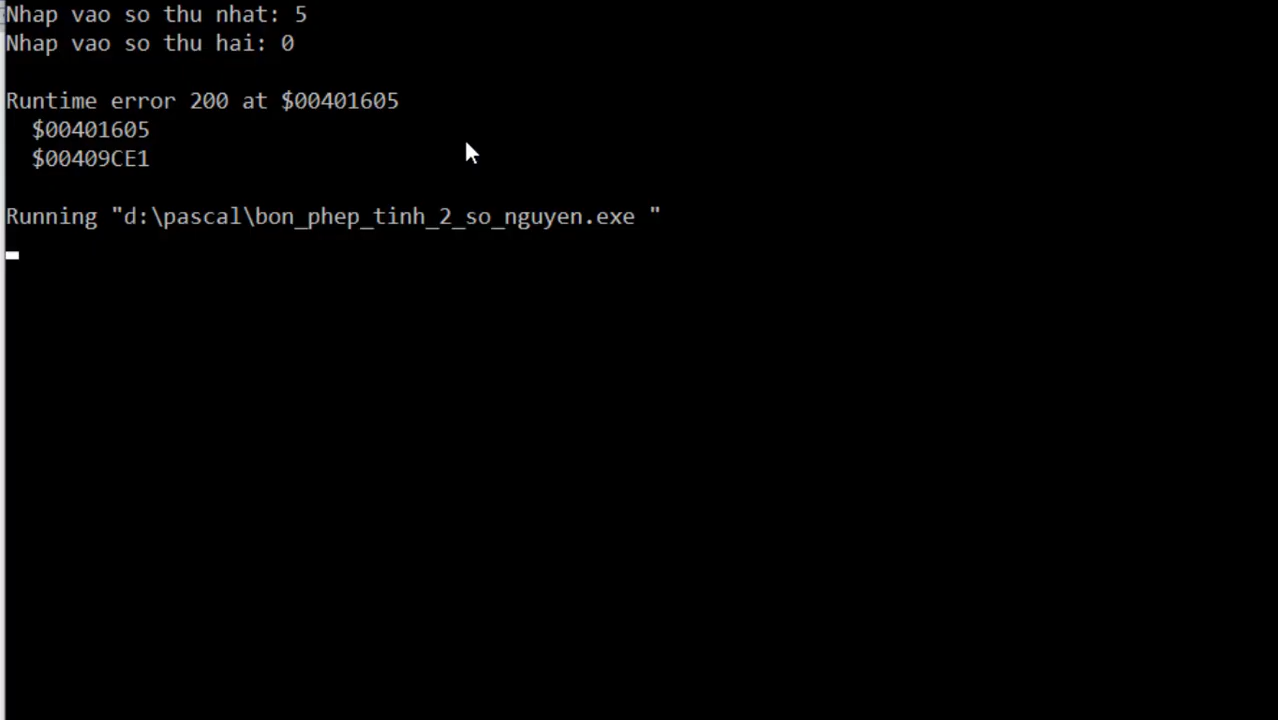 Nhap vao so thu nhat: 5
Nhap vao so thu hai: 0
Runtime error 200 at $00401605
$00401605
$00409CE1
Running "d:\pascal\bon_phep_tinh_2_so_nguyen.exe "